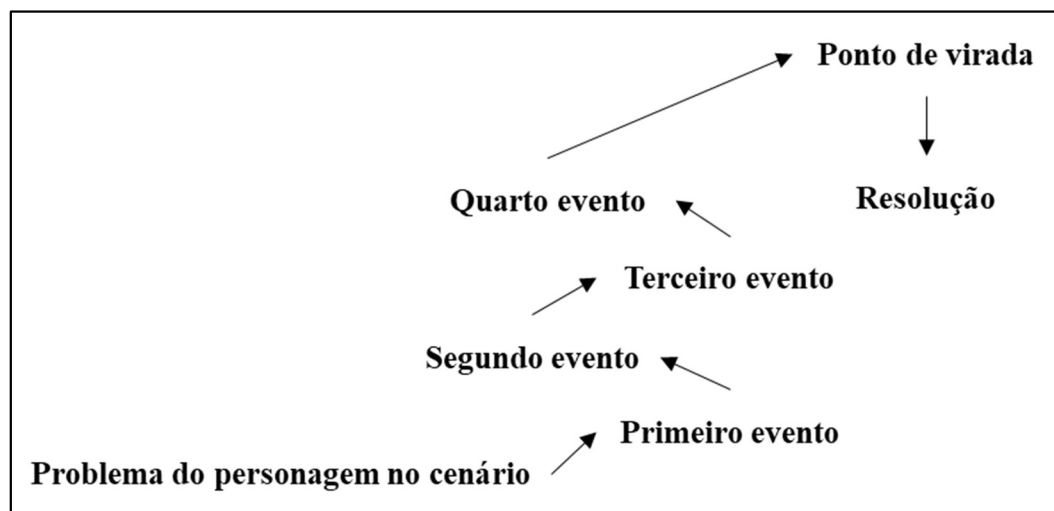 Ponto de virada
Quarto evento
Resolução
Terceiro evento
Segundo evento
Primeiro evento
Problema do personagem no cenário